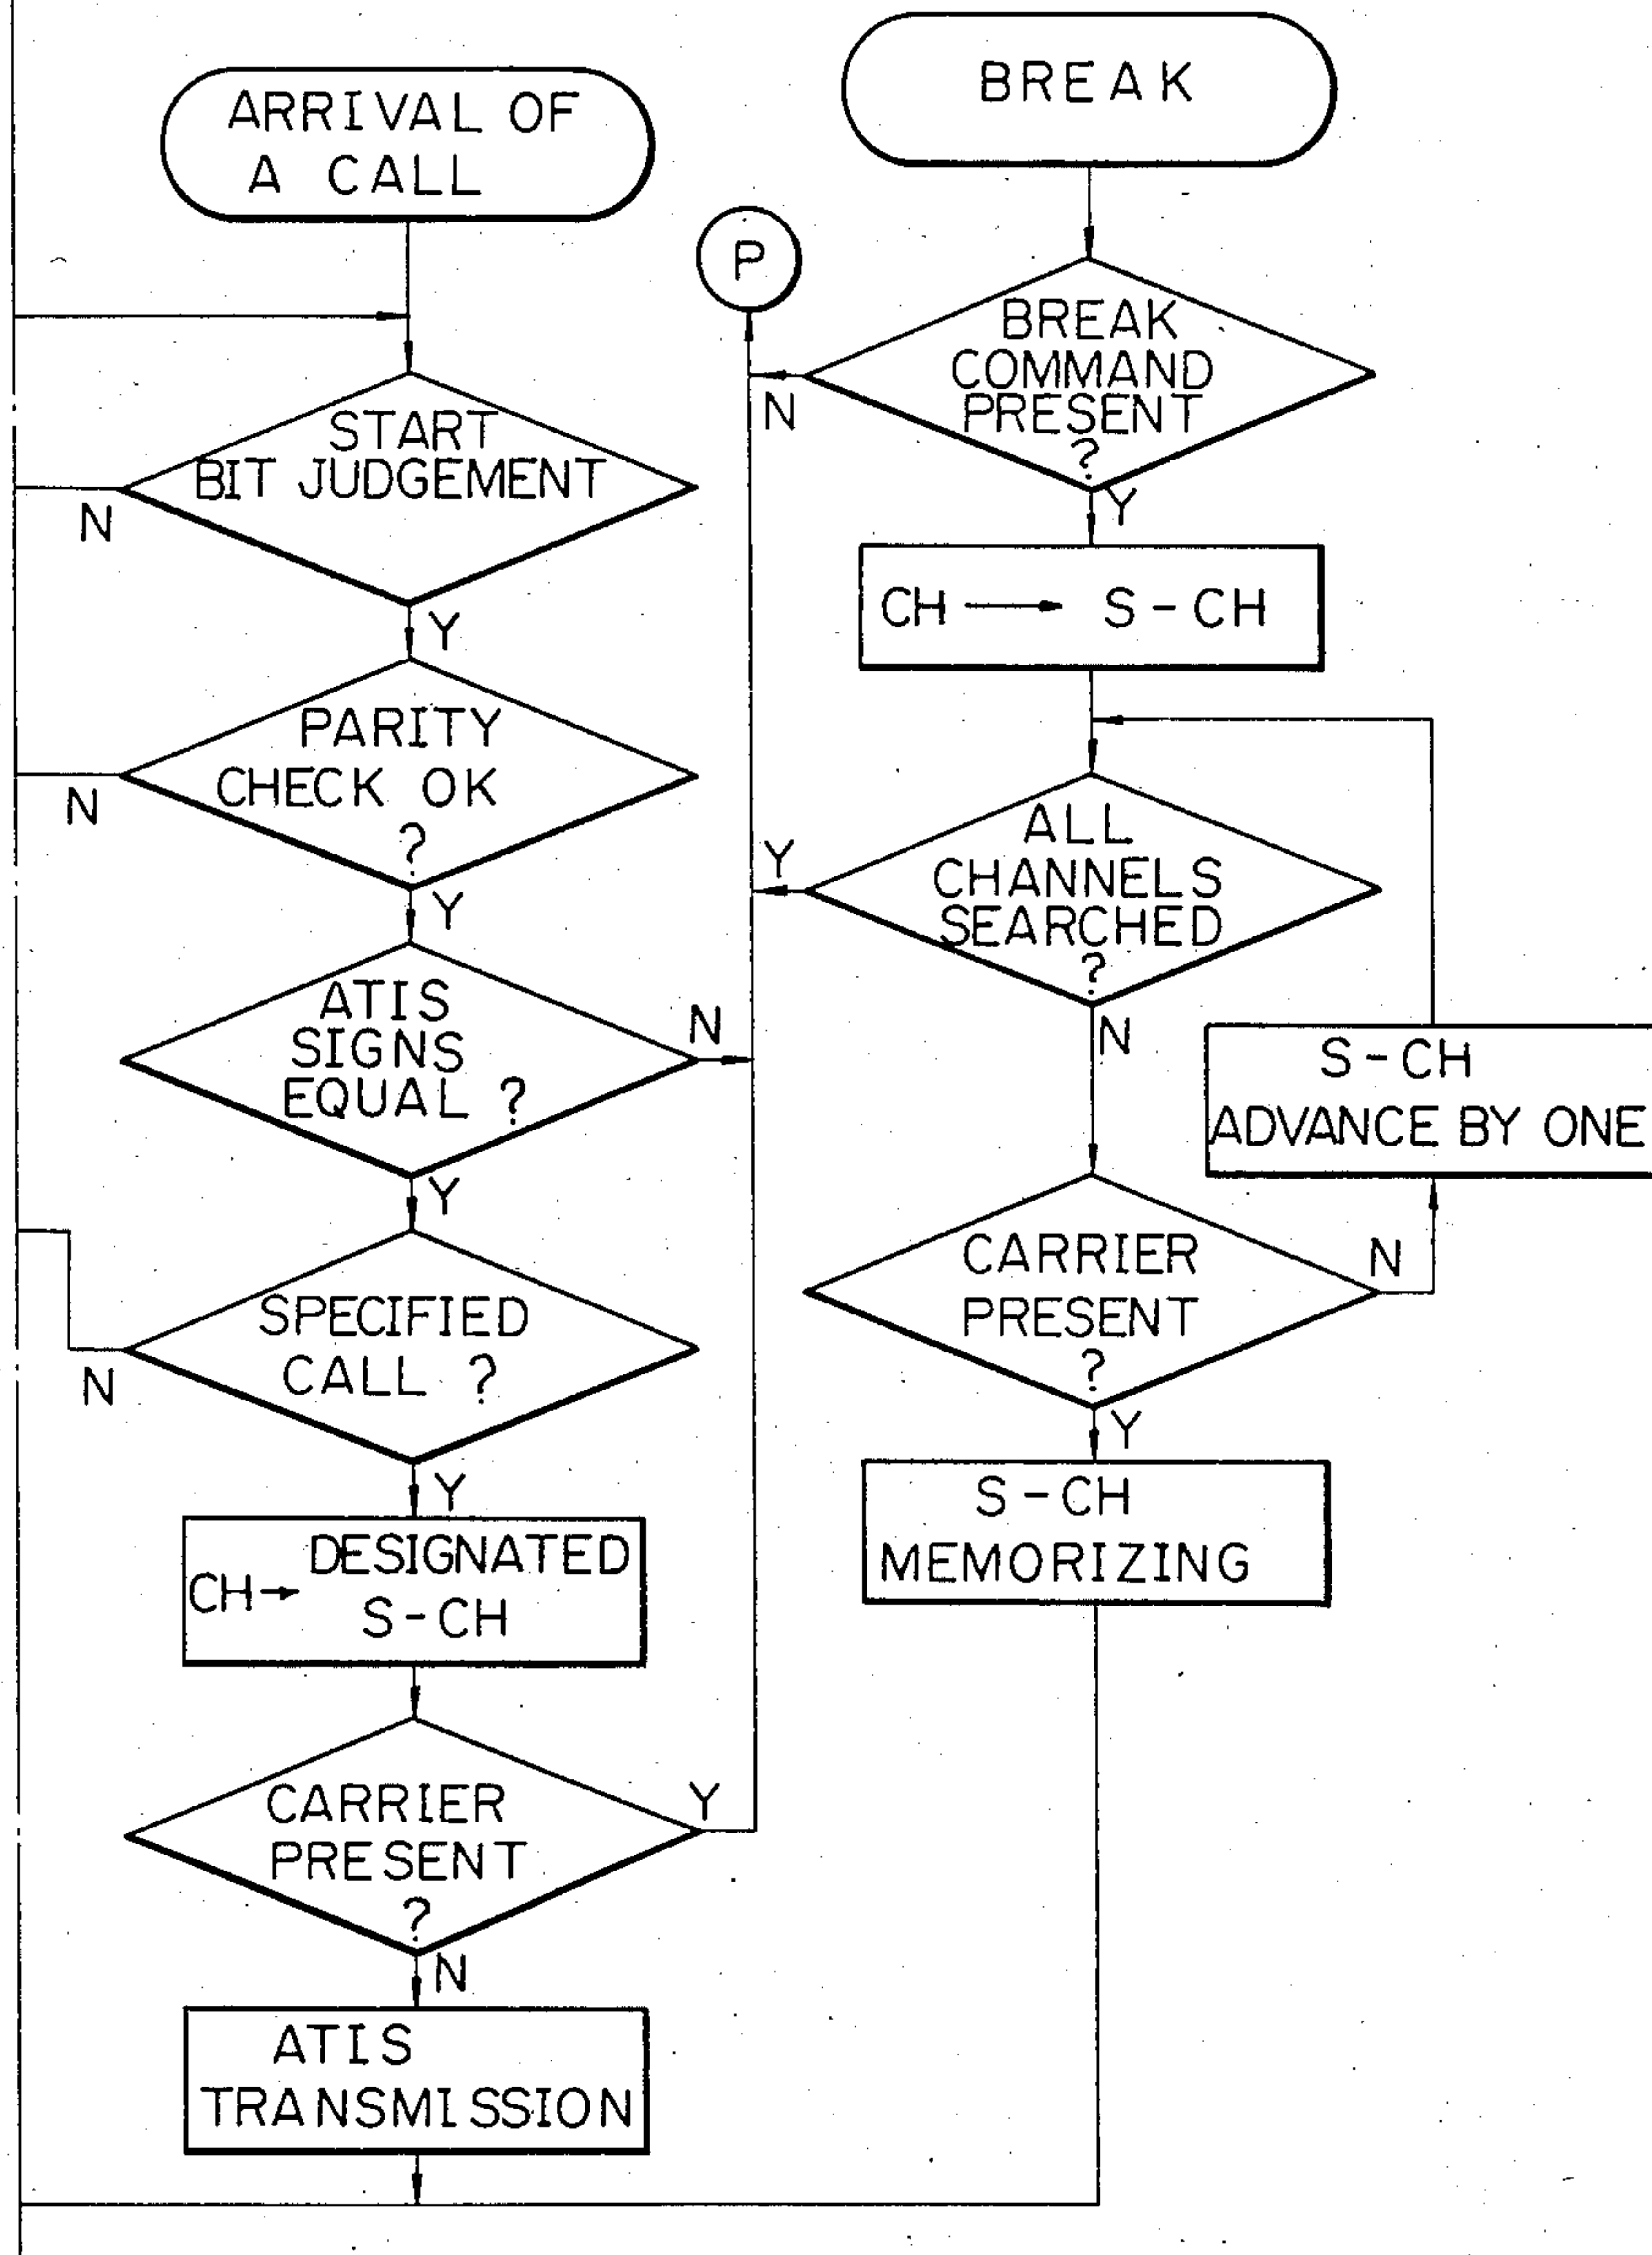 ARRIVAL OF
A CALL
START
BIT JUDGEMENT
N
Y
PARITY
CHECK OK
?
N
Y
ATIS
SIGNS
EQUAL ?
N
Y
SPECIFIED
CALL ?
N
Y
CH→ DESIGNATED
S-CH
CARRIER
PRESENT
?
Y
N
ATIS
TRANSMISSION
P
BREAK
BREAK
COMMAND
PRESENT
?
N
Y
CH → S-CH
ALL
CHANNELS
SEARCHED
?
Y
N
S-CH
ADVANCE BY ONE
CARRIER
PRESENT
?
N
Y
S-CH
MEMORIZING